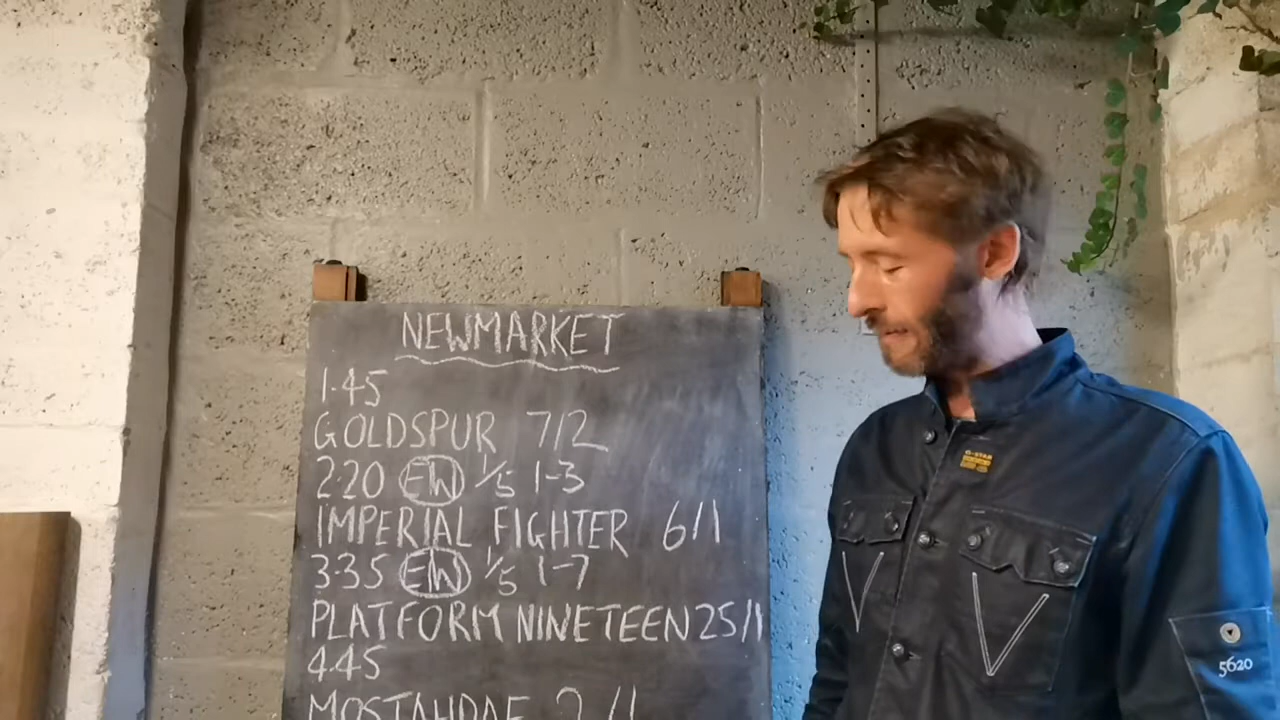 NEWMARKET
1.45
GOLDSPUR 7/2
2.20 EW 1/5 1-3
IMPERIAL FIGHTER 6/1
3.35 EW 1/5 1-7
PLATFORM NINETEEN 25/1
4.45
G-STAR
5620